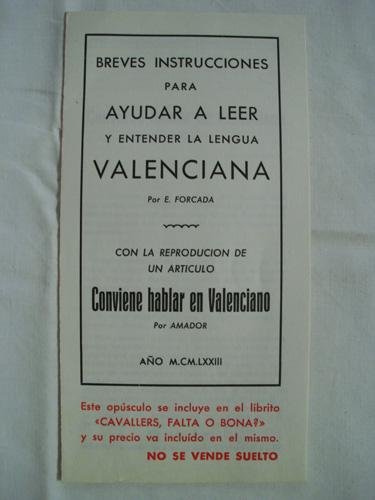 BREVES INSTRUCCIONES
PARA
AYUDAR A LEER
Y ENTENDER LA LENGUA
VALENCIANA
Por E. FORCADA
CON LA REPRODUCION DE
UN ARTICULO
Conviene hablar en Valenciano
Por AMADOR
AÑO M.CM.LXXIII
Este opúsculo se incluye en el librito
«CAVALLERS, FALTA O BONA?»
y su precio va incluído en el mismo.
NO SE VENDE SUELTO